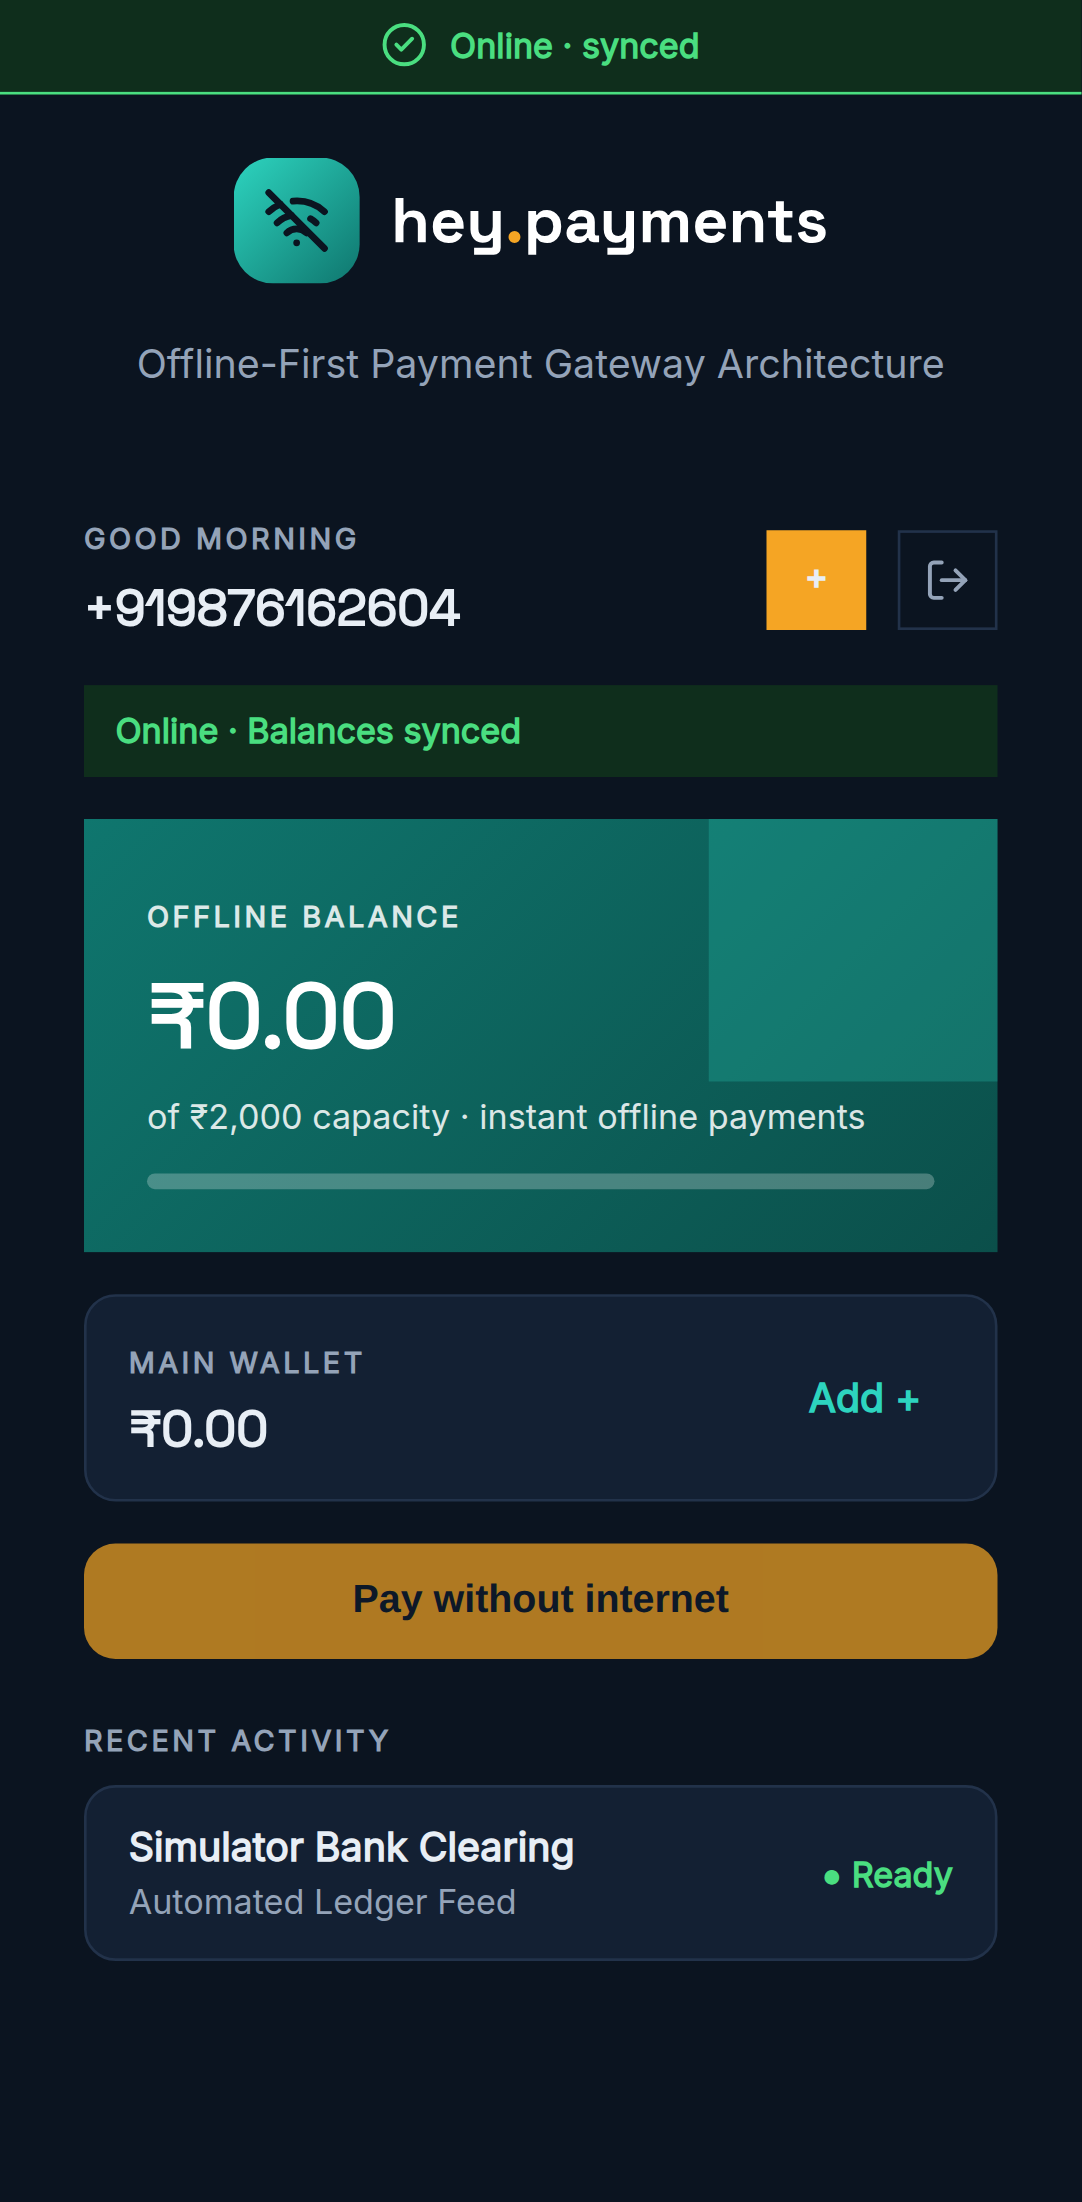 Online · synced
hey.payments
Offline-First Payment Gateway Architecture
GOOD MORNING
+919876162604
+
Online · Balances synced
OFFLINE BALANCE
₹0.00
of ₹2,000 capacity · instant offline payments
MAIN WALLET
₹0.00
Add +
Pay without internet
RECENT ACTIVITY
Simulator Bank Clearing
Automated Ledger Feed
● Ready